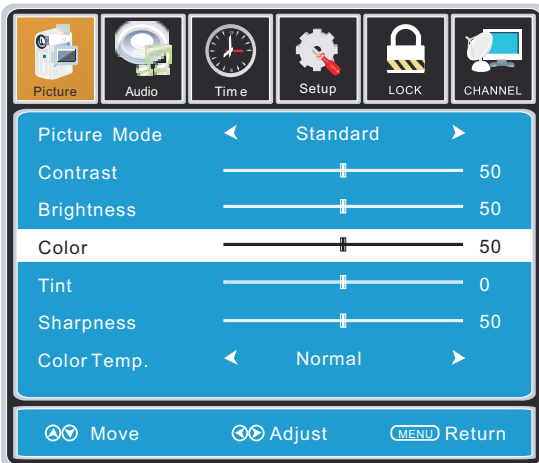 Picture Audio Time Setup LOCK CHANNEL
Picture Mode Standard
Contrast 50
Brightness 50
Color 50
Tint 0
Sharpness 50
Color Temp. Normal
Move Adjust MENU Return